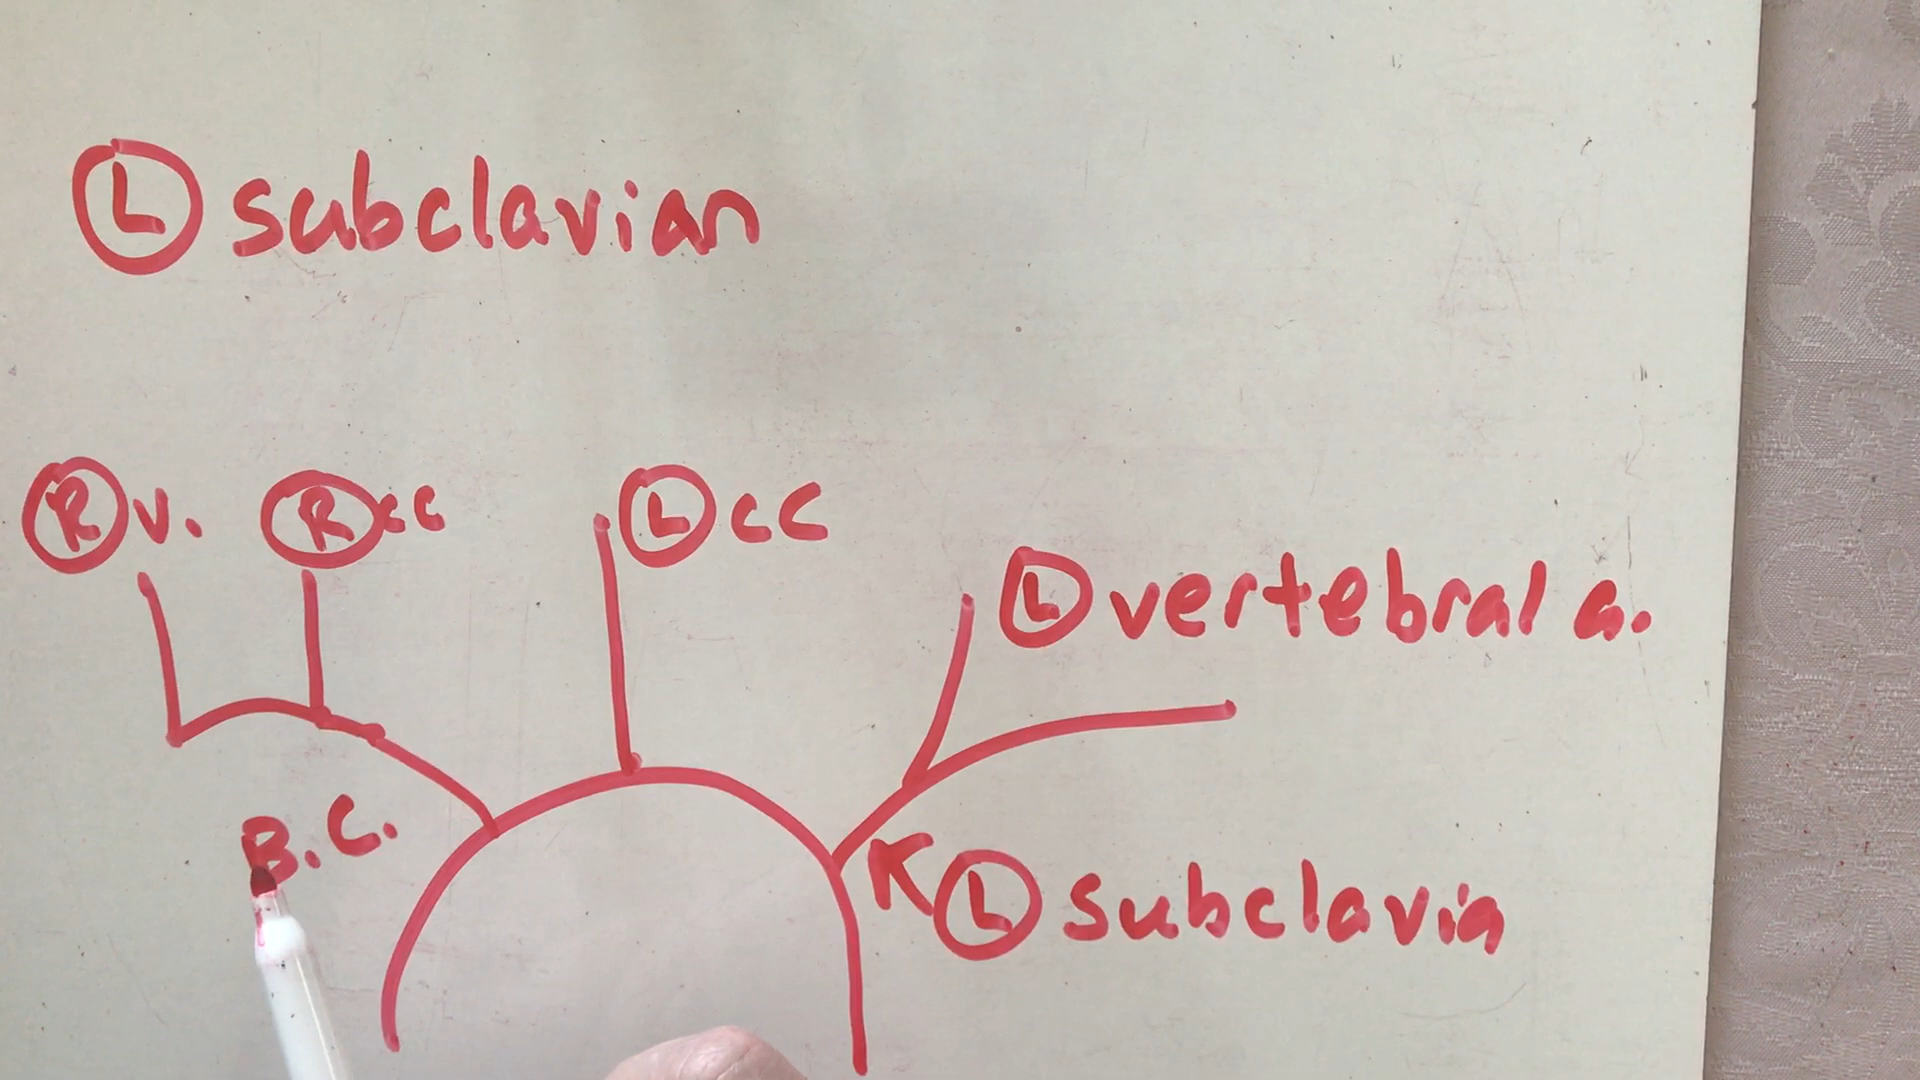 L subclavian
R v. R cc L cc
L vertebral a.
B.C.
L subclavia